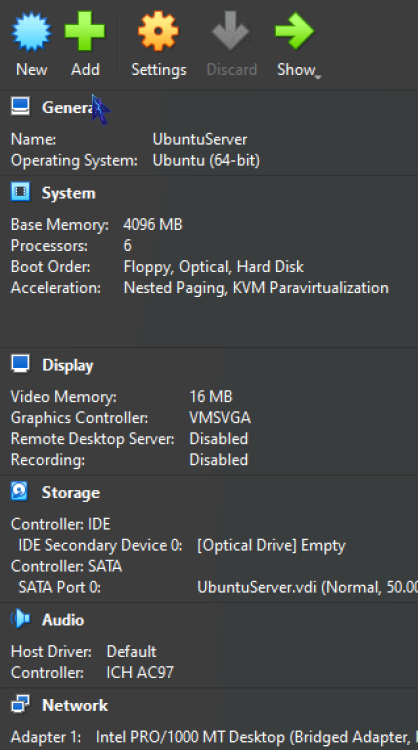 New Add Settings Discard Show
General
Name: UbuntuServer
Operating System: Ubuntu (64-bit)
System
Base Memory: 4096 MB
Processors: 6
Boot Order: Floppy, Optical, Hard Disk
Acceleration: Nested Paging, KVM Paravirtualization
Display
Video Memory: 16 MB
Graphics Controller: VMSVGA
Remote Desktop Server: Disabled
Recording: Disabled
Storage
Controller: IDE
IDE Secondary Device 0: [Optical Drive] Empty
Controller: SATA
SATA Port 0: UbuntuServer.vdi (Normal, 50.00
Audio
Host Driver: Default
Controller: ICH AC97
Network
Adapter 1: Intel PRO/1000 MT Desktop (Bridged Adapter,